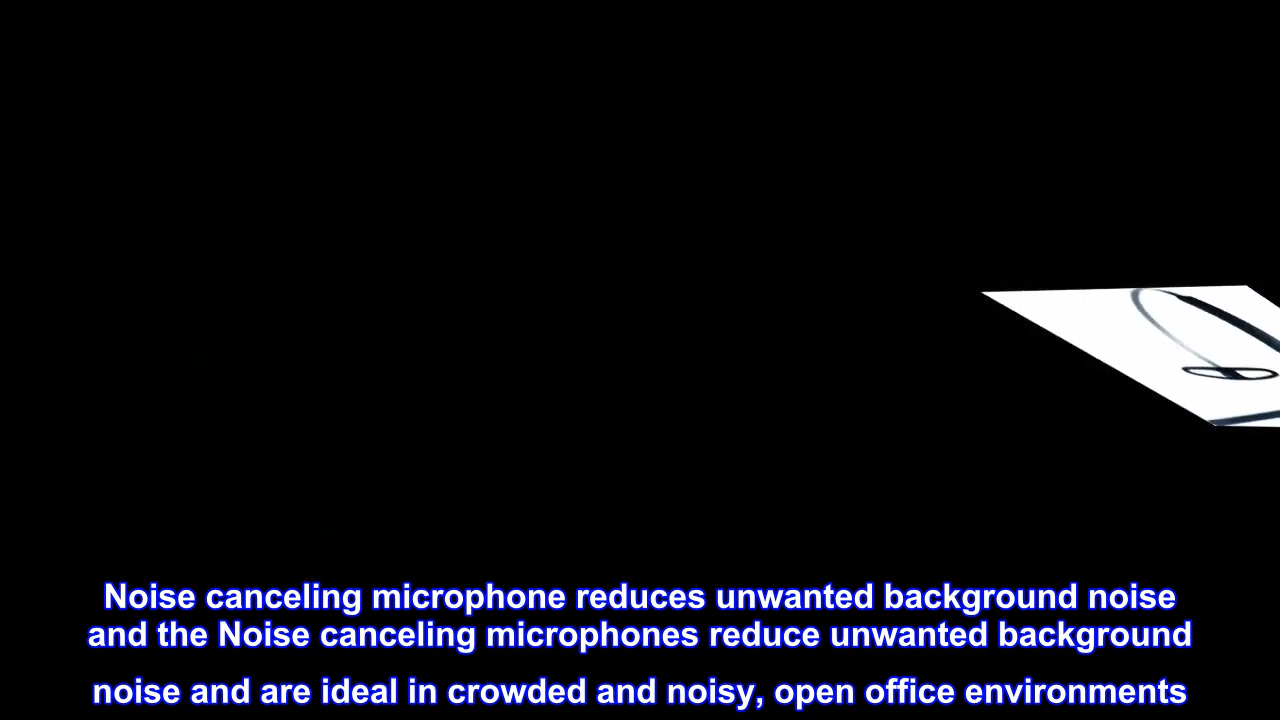 Noise canceling microphone reduces unwanted background noise
and the Noise canceling microphones reduce unwanted background
noise and are ideal in crowded and noisy, open office environments